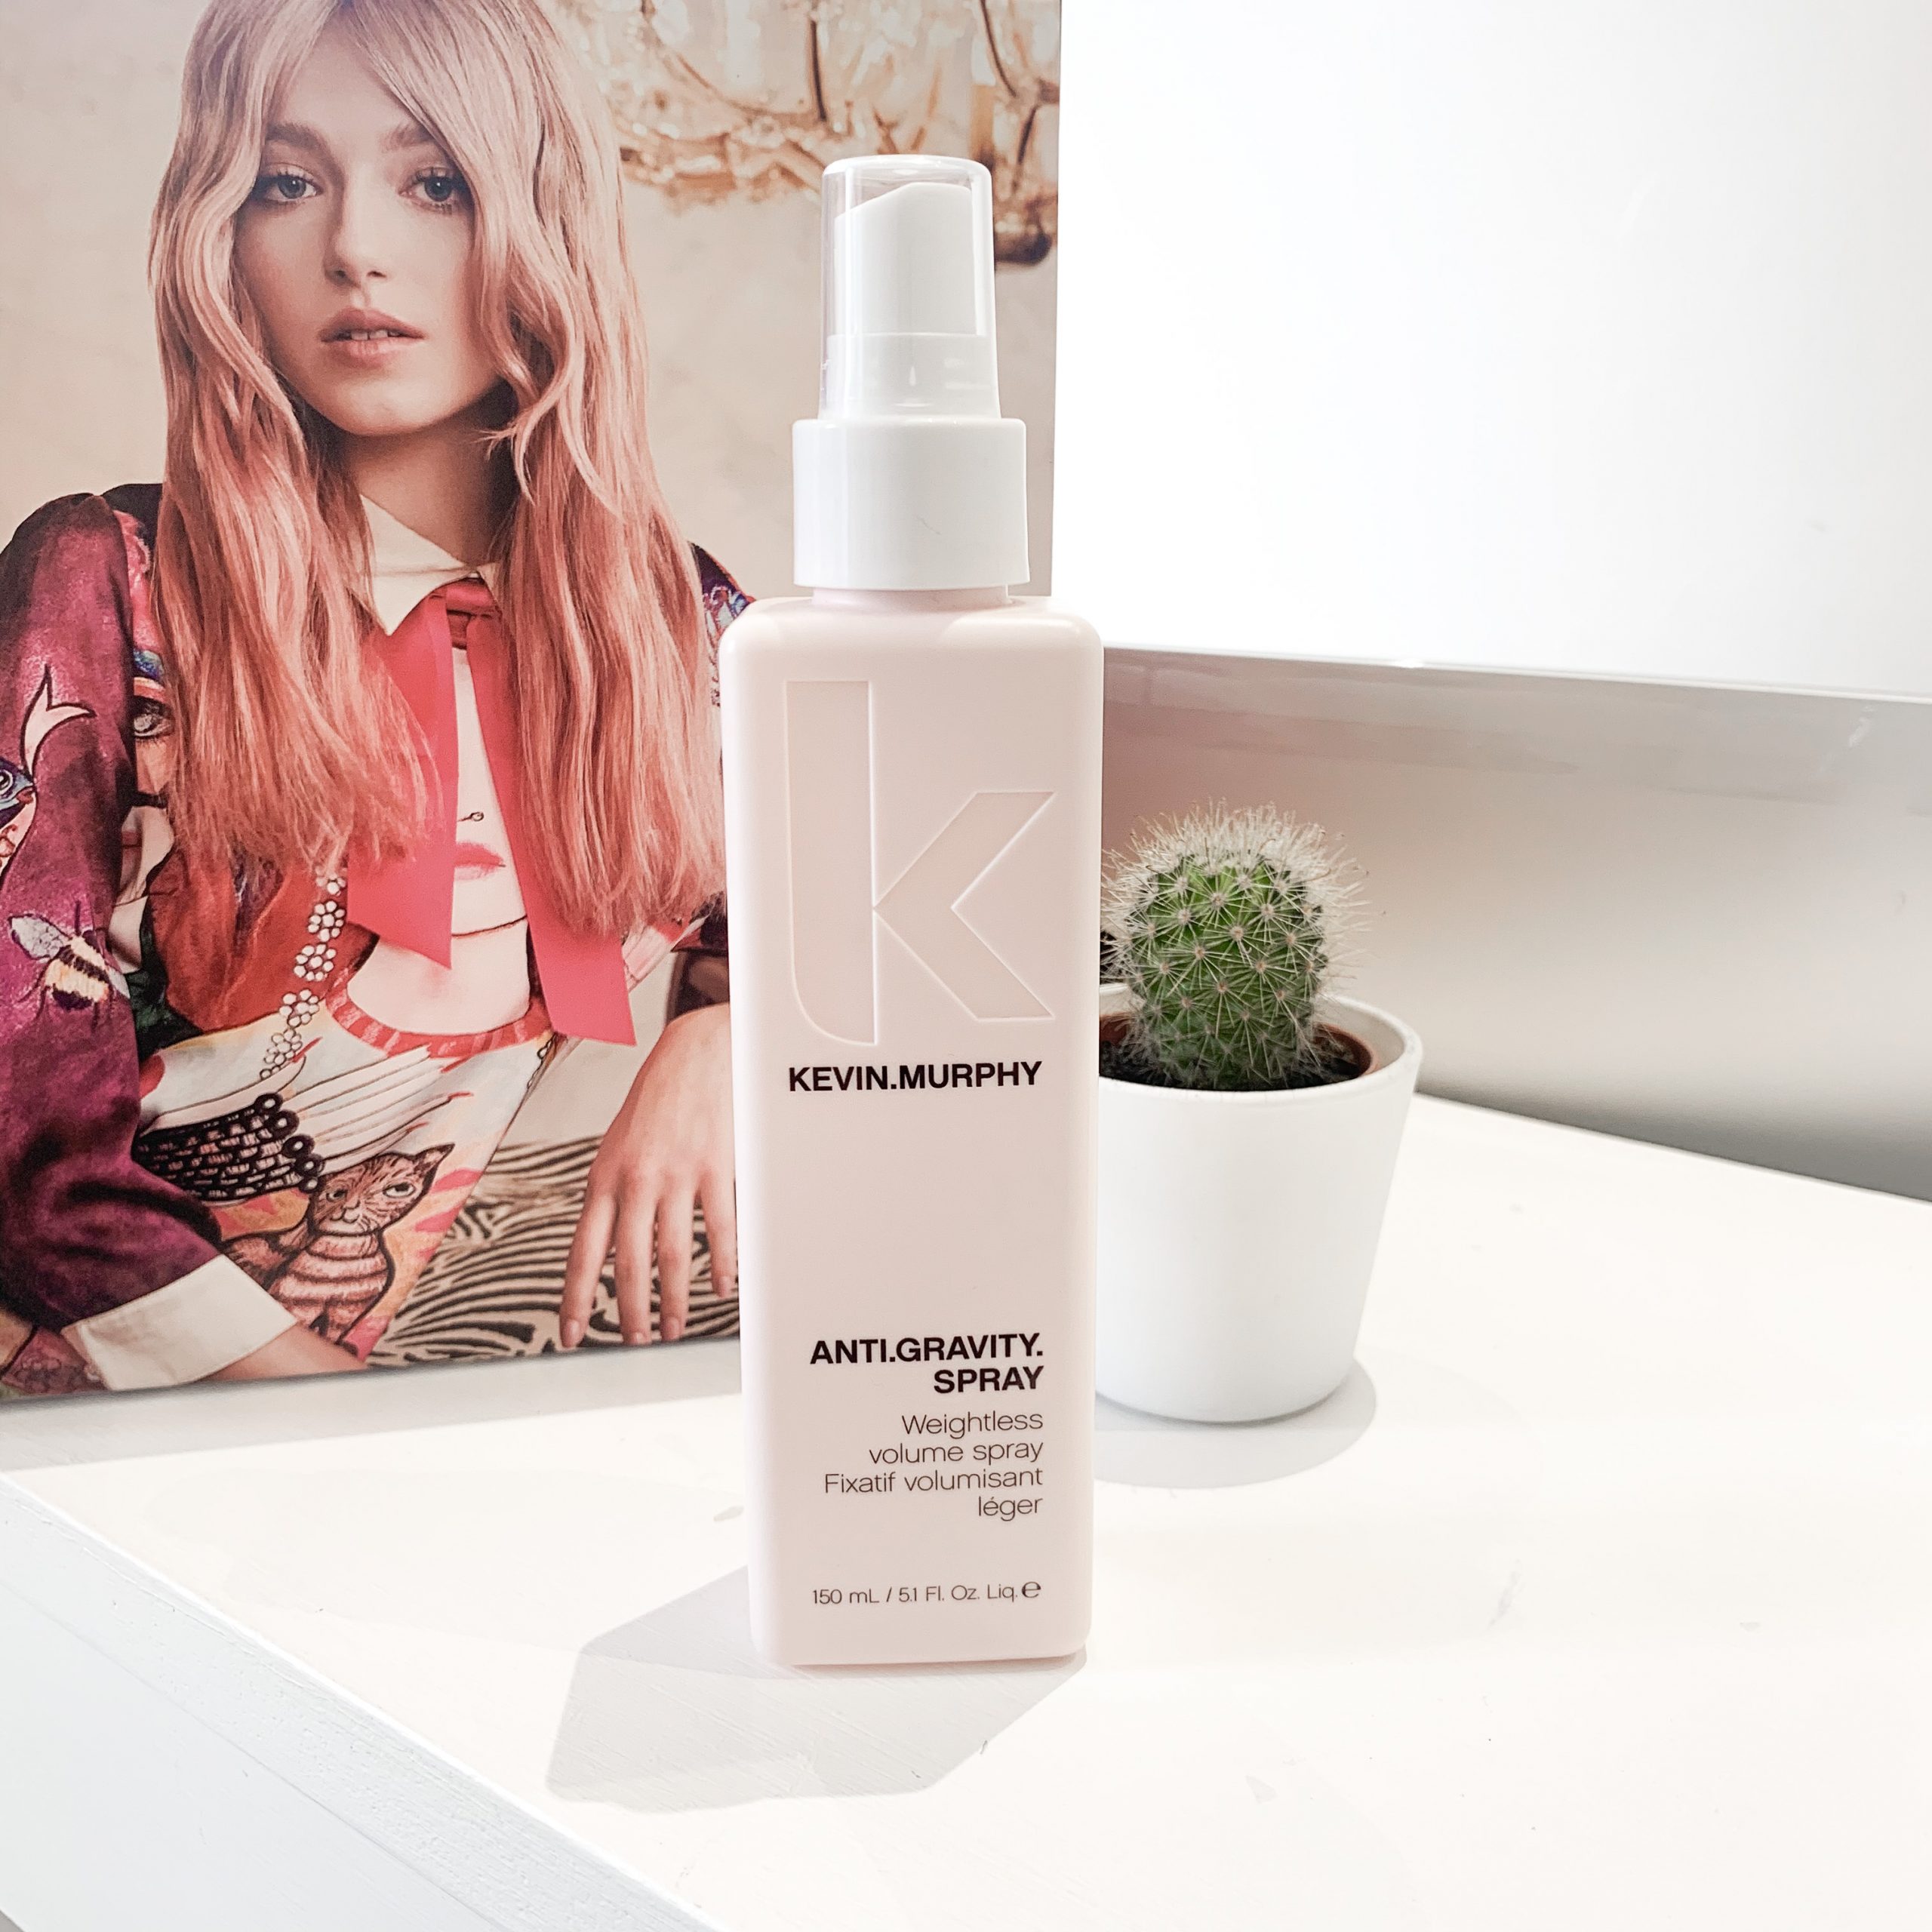 k
KEVIN.MURPHY
ANTI.GRAVITY.
SPRAY
Weightless
volume spray
Fixatif volumisant
léger
150 mL / 5.1 Fl. Oz. Liq. ℮